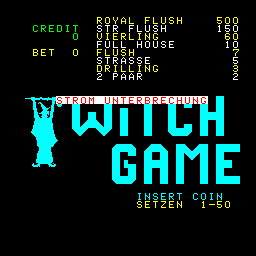 ROYAL FLUSH 500
CREDIT STR FLUSH 150
0 VIERLING 60
FULL HOUSE 10
BET 0 FLUSH 7
STRASSE 5
DRILLING 3
2 PAAR 2
STROM UNTERBRECHUNG
WITCH
GAME
INSERT COIN
SETZEN 1-50